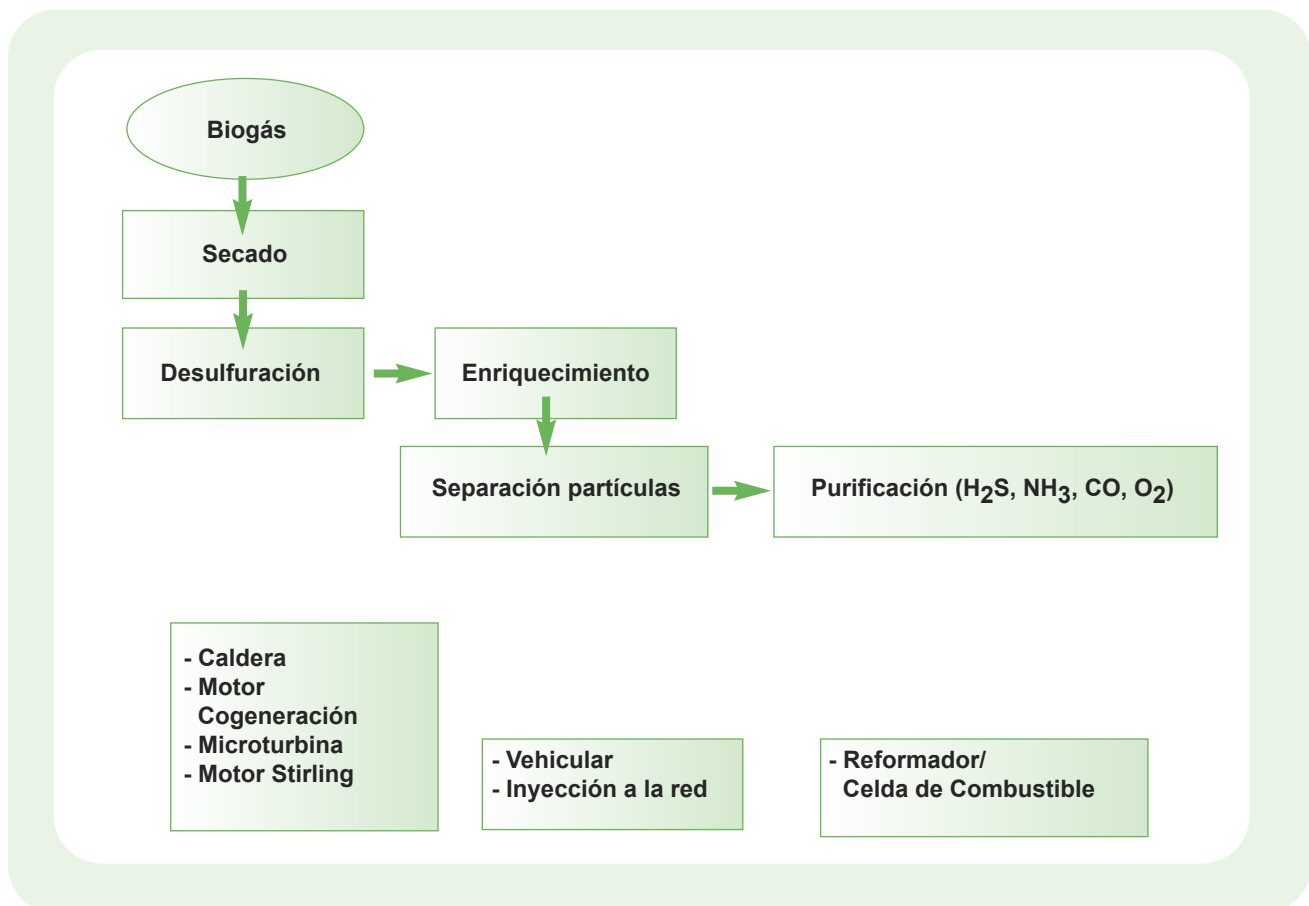 Biogás
Secado
Desulfuración
Enriquecimiento
Separación partículas
Purificación (H₂S, NH₃, CO, O₂)
- Caldera
- Motor
Cogeneración
- Microturbina
- Motor Stirling
- Vehicular
- Inyección a la red
- Reformador/
Celda de Combustible